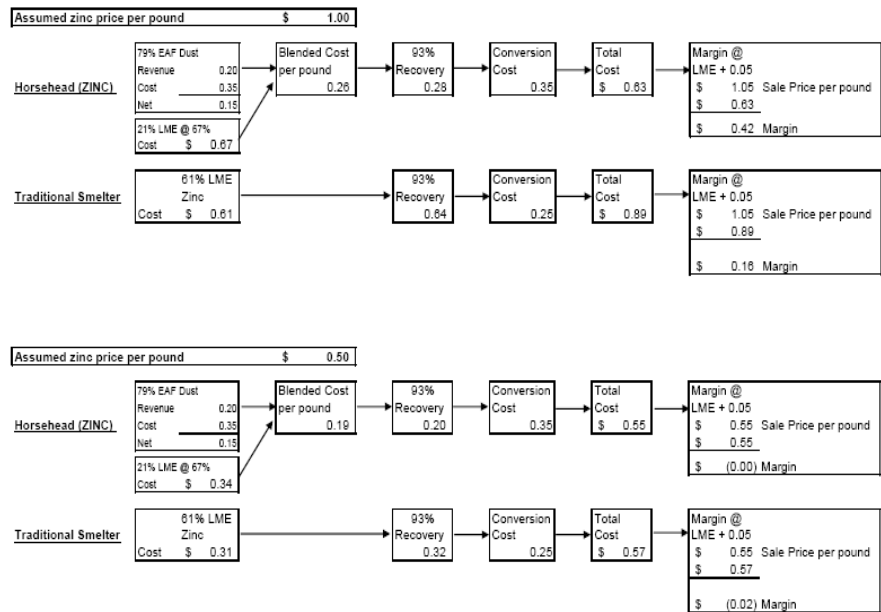 Assumed zinc price per pound $ 1.00
Horsehead (ZINC)
79% EAF Dust
Revenue 0.20
Cost 0.35
Net 0.15
21% LME @ 67%
Cost $ 0.67
Blended Cost
per pound
0.26
93%
Recovery
0.28
Conversion
Cost
0.35
Total
Cost
$ 0.63
Margin @
LME + 0.05
$ 1.05 Sale Price per pound
$ 0.63
$ 0.42 Margin
Traditional Smelter
61% LME
Zinc
Cost $ 0.61
93%
Recovery
0.64
Conversion
Cost
0.25
Total
Cost
$ 0.89
Margin @
LME + 0.05
$ 1.05 Sale Price per pound
$ 0.89
$ 0.16 Margin
Assumed zinc price per pound $ 0.50
Horsehead (ZINC)
79% EAF Dust
Revenue 0.20
Cost 0.35
Net 0.15
21% LME @ 67%
Cost $ 0.34
Blended Cost
per pound
0.19
93%
Recovery
0.20
Conversion
Cost
0.35
Total
Cost
$ 0.55
Margin @
LME + 0.05
$ 0.55 Sale Price per pound
$ 0.55
$ (0.00) Margin
Traditional Smelter
61% LME
Zinc
Cost $ 0.31
93%
Recovery
0.32
Conversion
Cost
0.25
Total
Cost
$ 0.57
Margin @
LME + 0.05
$ 0.55 Sale Price per pound
$ 0.57
$ (0.02) Margin